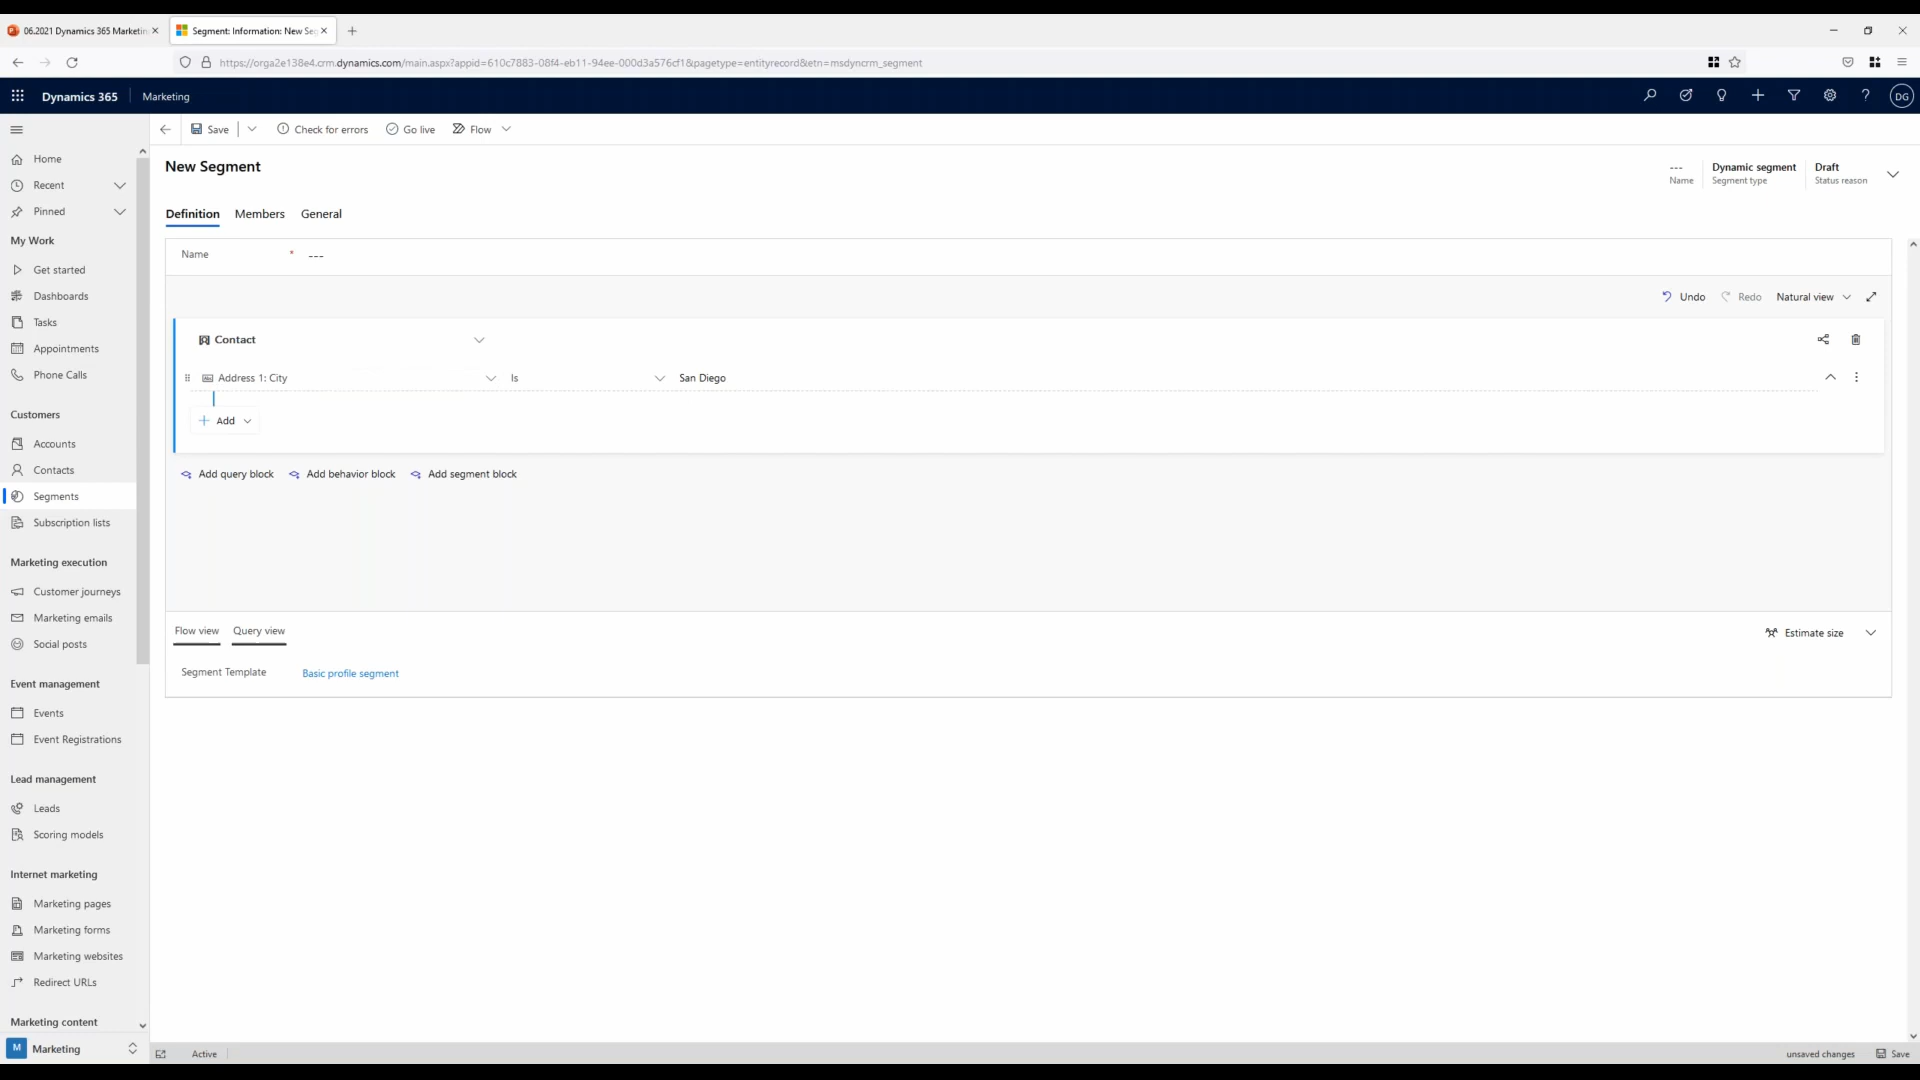 06.2021 Dynamics 365 Marketin
Segment: Information: New Seg
https://orga2e138e4.crm.dynamics.com/main.aspx?appid=610c7883-08f4-eb11-94ee-000d3a576cf1&pagetype=entityrecord&etn=msdyncrm_segment
Dynamics 365 Marketing
DG
Save Check for errors Go live Flow
Home
Recent
Pinned
My Work
Get started
Dashboards
Tasks
Appointments
Phone Calls
Customers
Accounts
Contacts
Segments
Subscription lists
Marketing execution
Customer journeys
Marketing emails
Social posts
Event management
Events
Event Registrations
Lead management
Leads
Scoring models
Internet marketing
Marketing pages
Marketing forms
Marketing websites
Redirect URLs
Marketing content
M Marketing
New Segment
---
Name
Dynamic segment
Segment type
Draft
Status reason
Definition Members General
Name * ---
Undo Redo Natural view
Contact
Address 1: City Is San Diego
Add
Add query block Add behavior block Add segment block
Flow view Query view
Estimate size
Segment Template Basic profile segment
Active
unsaved changes Save